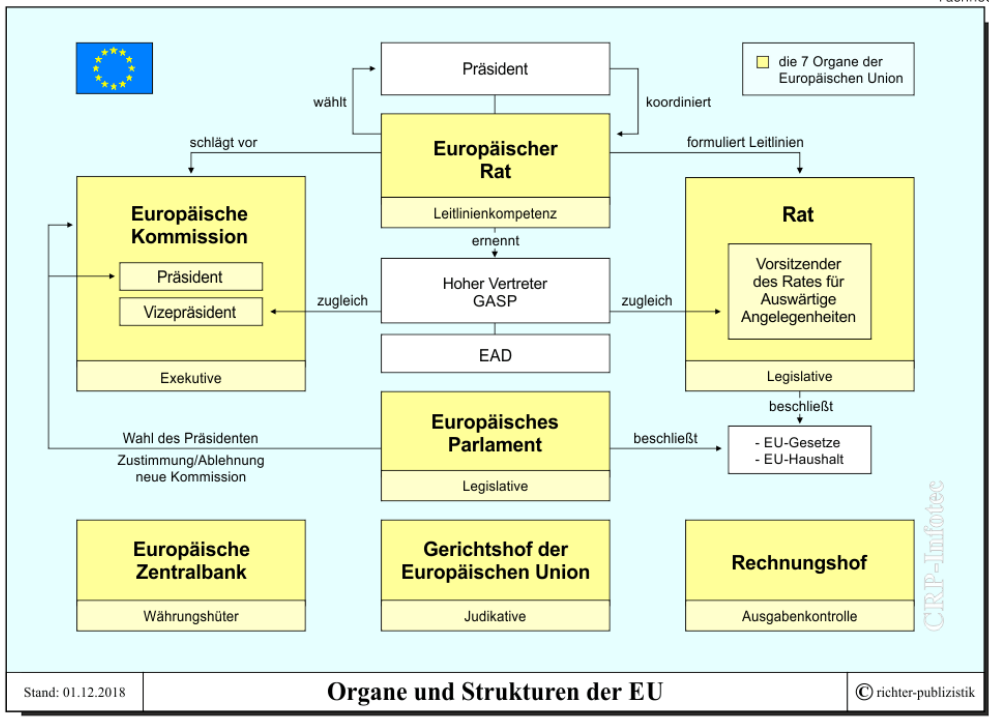 Präsident
die 7 Organe der
Europäischen Union
wählt
koordiniert
schlägt vor
Europäischer
Rat
formuliert Leitlinien
Leitlinienkompetenz
Europäische
Kommission
Präsident
Vizepräsident
Exekutive
ernennt
zugleich
Hoher Vertreter
GASP
zugleich
EAD
Rat
Vorsitzender
des Rates für
Auswärtige
Angelegenheiten
Legislative
beschließt
Wahl des Präsidenten
Zustimmung/Ablehnung
neue Kommission
Europäisches
Parlament
Legislative
beschließt
- EU-Gesetze
- EU-Haushalt
Europäische
Zentralbank
Währungshüter
Gerichtshof der
Europäischen Union
Judikative
Rechnungshof
Ausgabenkontrolle
CRP-Infotec
Stand: 01.12.2018
Organe und Strukturen der EU
© richter-publizistik